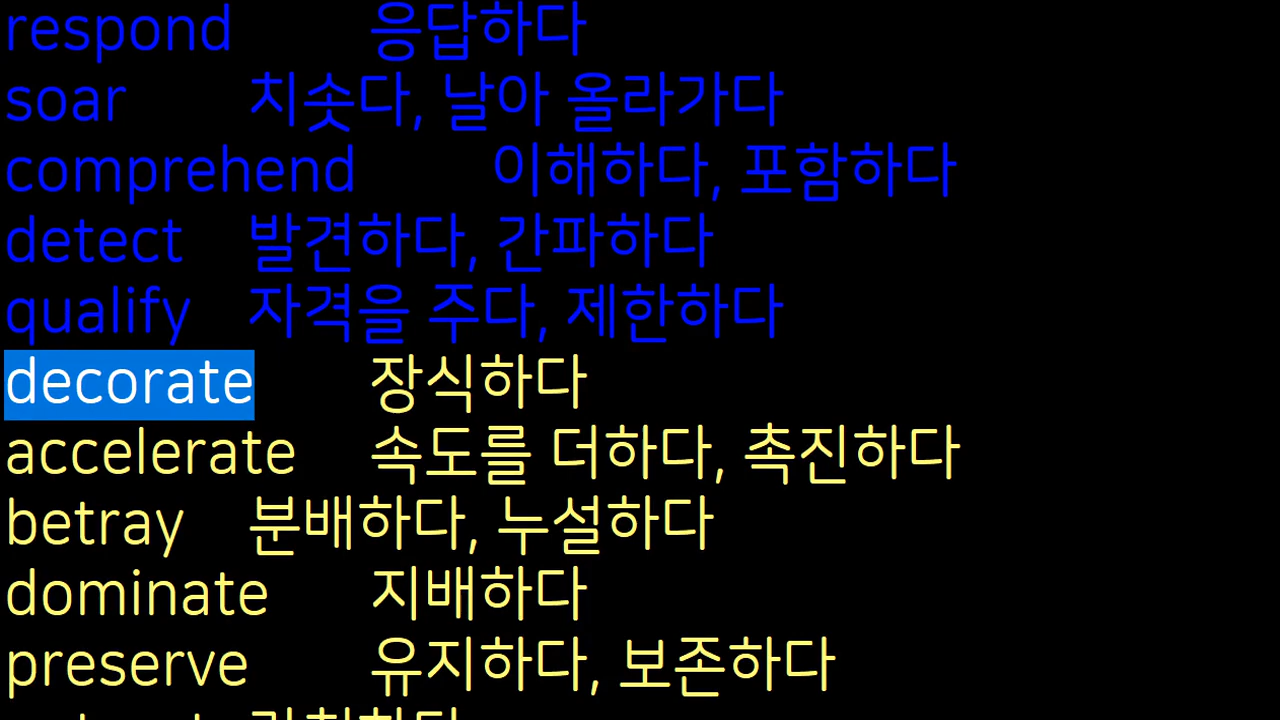 respond 응답하다
soar 치솟다, 날아 올라가다
comprehend 이해하다, 포함하다
detect 발견하다, 간파하다
qualify 자격을 주다, 제한하다
decorate 장식하다
accelerate 속도를 더하다, 촉진하다
betray 분배하다, 누설하다
dominate 지배하다
preserve 유지하다, 보존하다